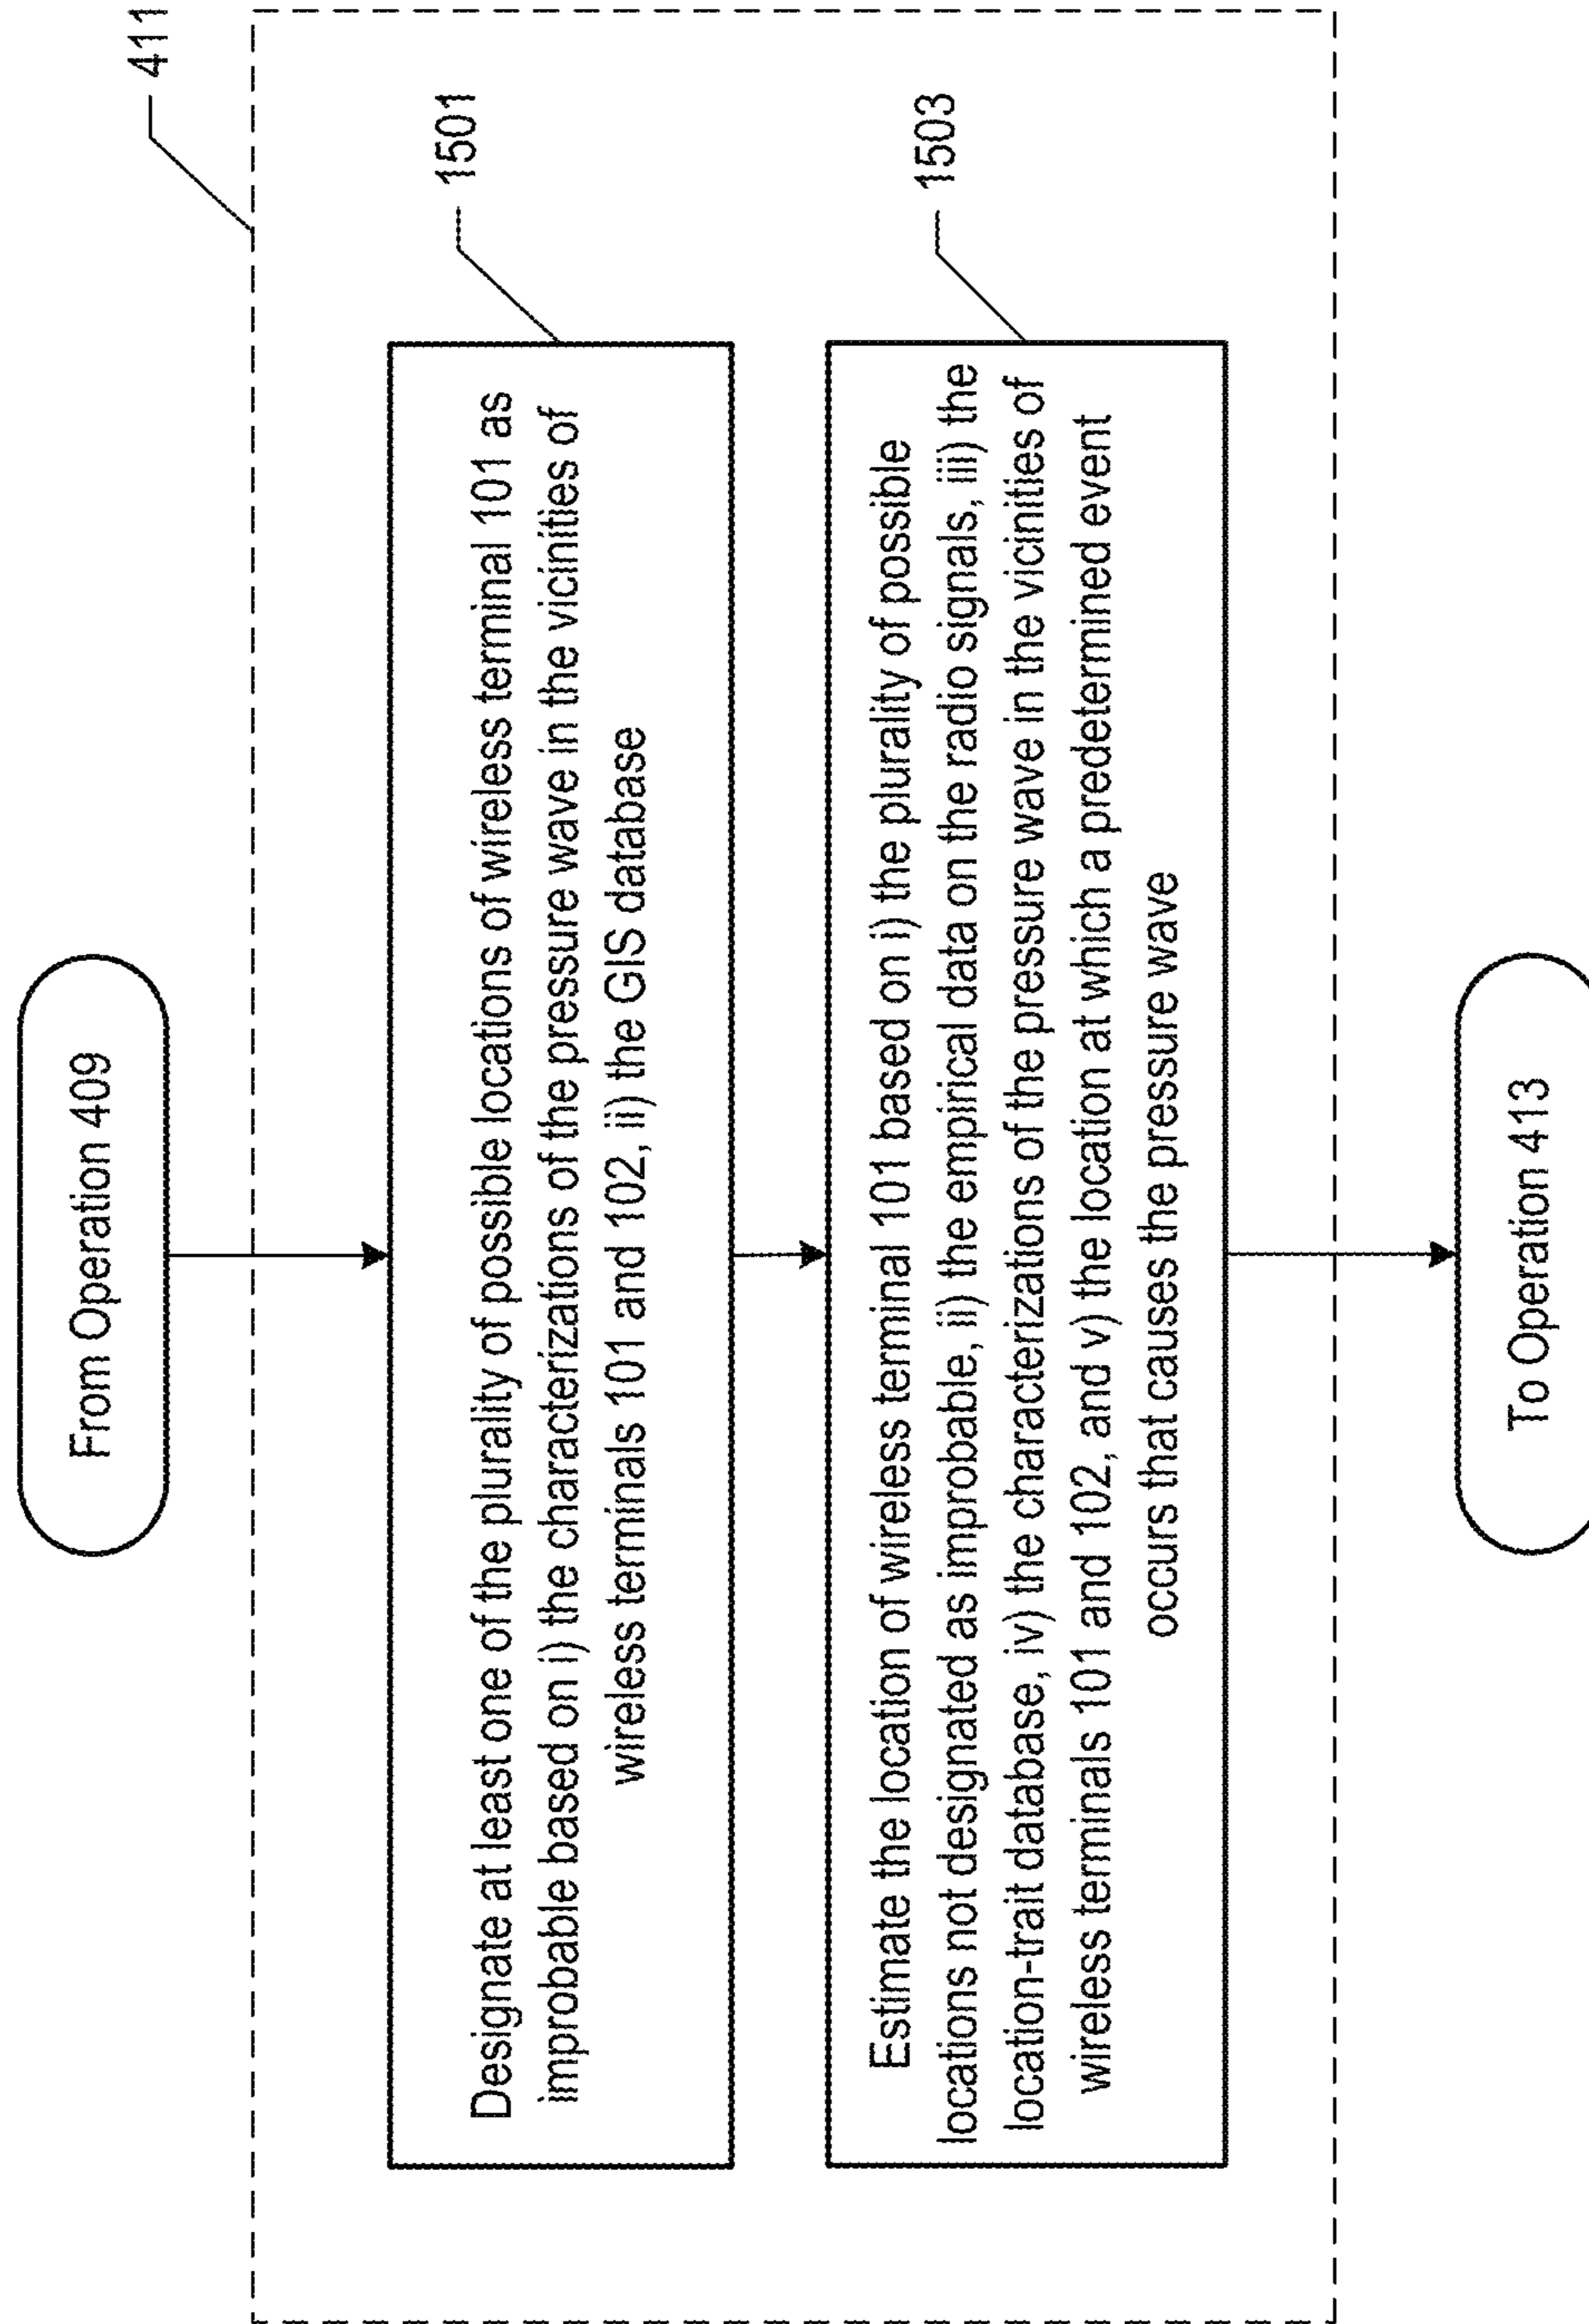 From Operation 409
411
1501
Designate at least one of the plurality of possible locations of wireless terminal 101 as
improbable based on i) the characterizations of the pressure wave in the vicinities of
wireless terminals 101 and 102, ii) the GIS database
1503
Estimate the location of wireless terminal 101 based on i) the plurality of possible
locations not designated as improbable, ii) the empirical data on the radio signals, iii) the
location-trait database, iv) the characterizations of the pressure wave in the vicinities of
wireless terminals 101 and 102, and v) the location at which a predetermined event
occurs that causes the pressure wave
To Operation 413